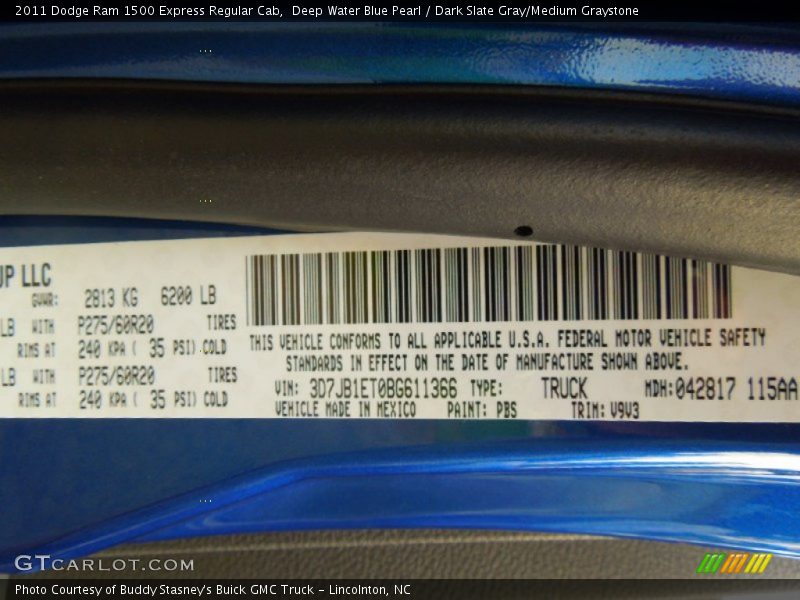 2011 Dodge Ram 1500 Express Regular Cab,  Deep Water Blue Pearl / Dark Slate Gray/Medium Graystone
UP LLC
GVWR: 2813 KG 6200 LB
LB WITH P275/60R20 TIRES
RIMS AT 240 KPA ( 35 PSI) COLD
LB WITH P275/60R20 TIRES
RIMS AT 240 KPA ( 35 PSI) COLD
THIS VEHICLE CONFORMS TO ALL APPLICABLE U.S.A. FEDERAL MOTOR VEHICLE SAFETY
STANDARDS IN EFFECT ON THE DATE OF MANUFACTURE SHOWN ABOVE.
VIN: 3D7JB1ET0BG611366 TYPE: TRUCK MDH:042817 115AA
VEHICLE MADE IN MEXICO PAINT: PBS TRIM: V9V3
GTCARLOT.COM
Photo Courtesy of Buddy Stasney's Buick GMC Truck - Lincolnton, NC